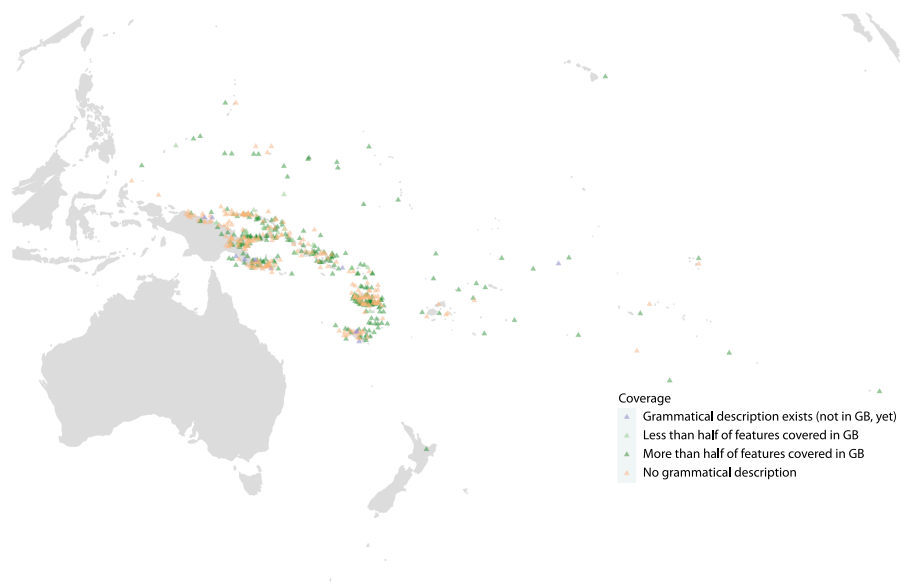 Coverage
Grammatical description exists (not in GB, yet)
Less than half of features covered in GB
More than half of features covered in GB
No grammatical description